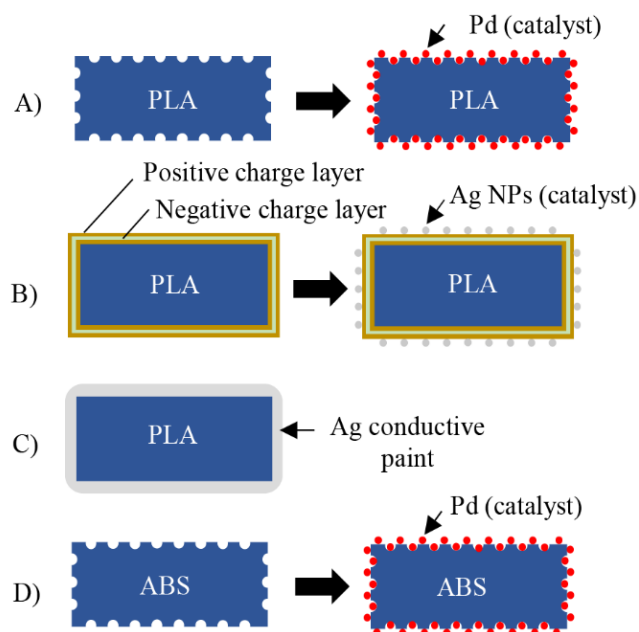 Pd (catalyst)
A)
PLA
PLA
Positive charge layer
Negative charge layer
Ag NPs (catalyst)
B)
PLA
PLA
C)
PLA
Ag conductive
paint
Pd (catalyst)
D)
ABS
ABS